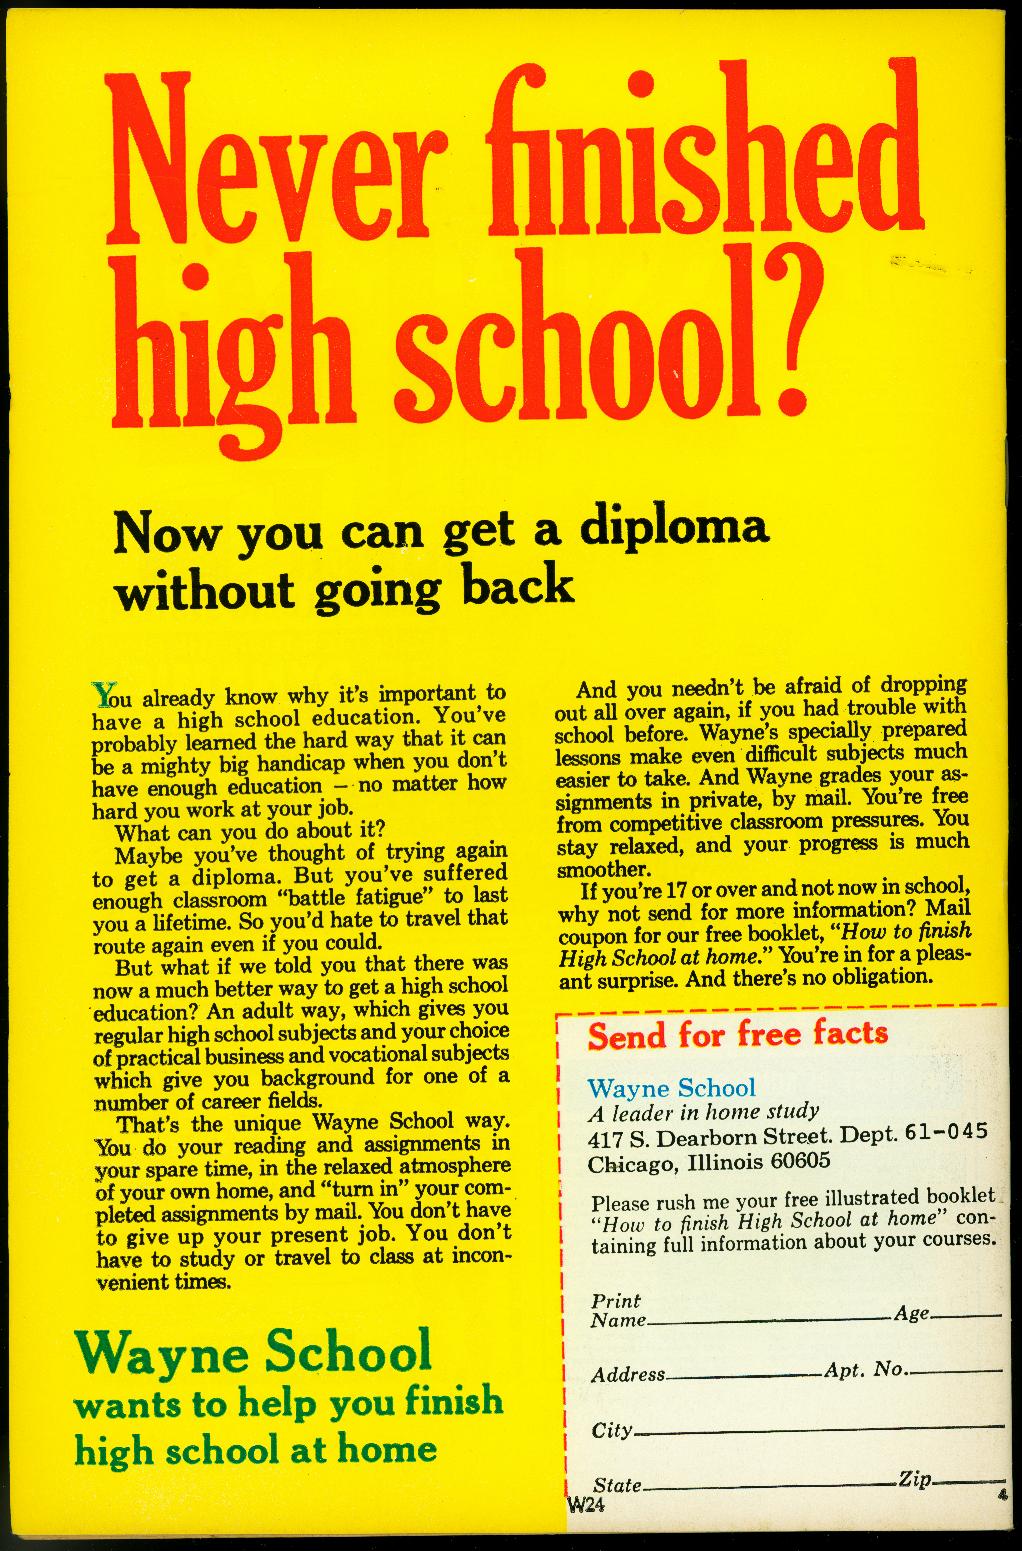 Never finished
high school?
Now you can get a diploma
without going back
You already know why it's important to
have a high school education. You've
probably learned the hard way that it can
be a mighty big handicap when you don't
have enough education — no matter how
hard you work at your job.
What can you do about it?
Maybe you've thought of trying again
to get a diploma. But you've suffered
enough classroom "battle fatigue" to last
you a lifetime. So you'd hate to travel that
route again even if you could.
But what if we told you that there was
now a much better way to get a high school
education? An adult way, which gives you
regular high school subjects and your choice
of practical business and vocational subjects
which give you background for one of a
number of career fields.
That's the unique Wayne School way.
You do your reading and assignments in
your spare time, in the relaxed atmosphere
of your own home, and "turn in" your com-
pleted assignments by mail. You don't have
to give up your present job. You don't
have to study or travel to class at incon-
venient times.
Wayne School
wants to help you finish
high school at home
And you needn't be afraid of dropping
out all over again, if you had trouble with
school before. Wayne's specially prepared
lessons make even difficult subjects much
easier to take. And Wayne grades your as-
signments in private, by mail. You're free
from competitive classroom pressures. You
stay relaxed, and your progress is much
smoother.
If you're 17 or over and not now in school,
why not send for more information? Mail
coupon for our free booklet, "How to finish
High School at home." You're in for a pleas-
ant surprise. And there's no obligation.
Send for free facts
Wayne School
A leader in home study
417 S. Dearborn Street. Dept. 61-045
Chicago, Illinois 60605
Please rush me your free illustrated booklet
"How to finish High School at home" con-
taining full information about your courses.
Print
Name Age
Address Apt. No.
City
State Zip
W24 4